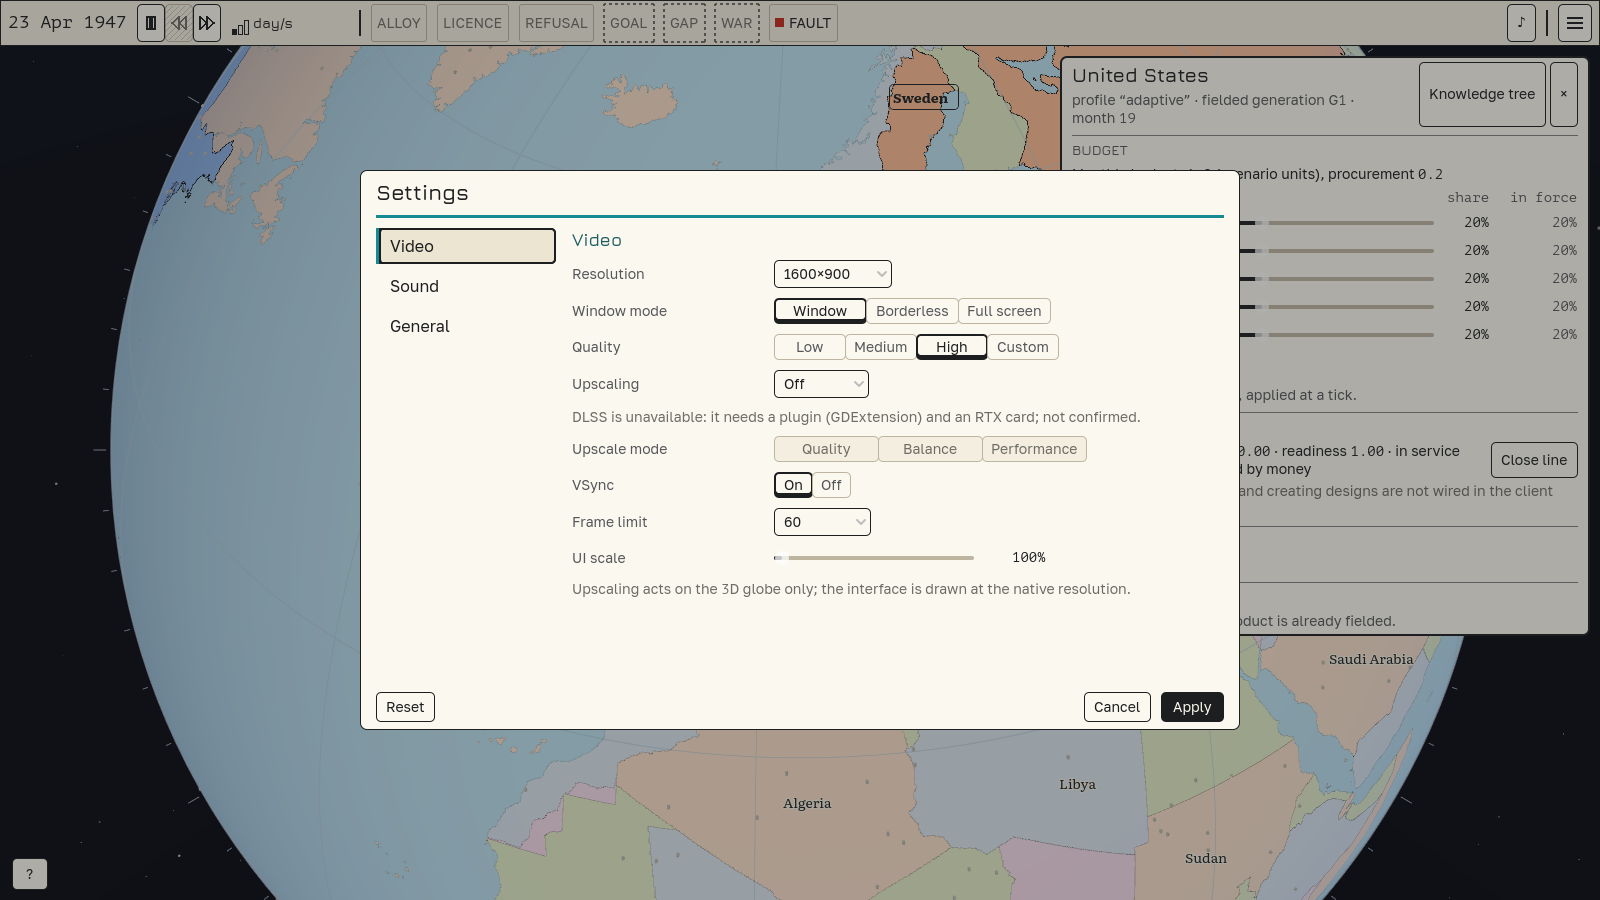 23 Apr 1947
day/s
ALLOY
LICENCE
REFUSAL
GOAL
GAP
WAR
FAULT
♪
Sweden
United States
profile “adaptive” · fielded generation G1 ·
month 19
Knowledge tree
×
BUDGET
enario units), procurement 0.2
share in force
20% 20%
20% 20%
20% 20%
20% 20%
20% 20%
, applied at a tick.
0.00 · readiness 1.00 · in service
d by money
Close line
and creating designs are not wired in the client
oduct is already fielded.
Settings
Video
Sound
General
Video
Resolution 1600×900
Window mode Window Borderless Full screen
Quality Low Medium High Custom
Upscaling Off
DLSS is unavailable: it needs a plugin (GDExtension) and an RTX card; not confirmed.
Upscale mode Quality Balance Performance
VSync On Off
Frame limit 60
UI scale 100%
Upscaling acts on the 3D globe only; the interface is drawn at the native resolution.
Reset
Cancel
Apply
Saudi Arabia
Libya
Algeria
Sudan
?